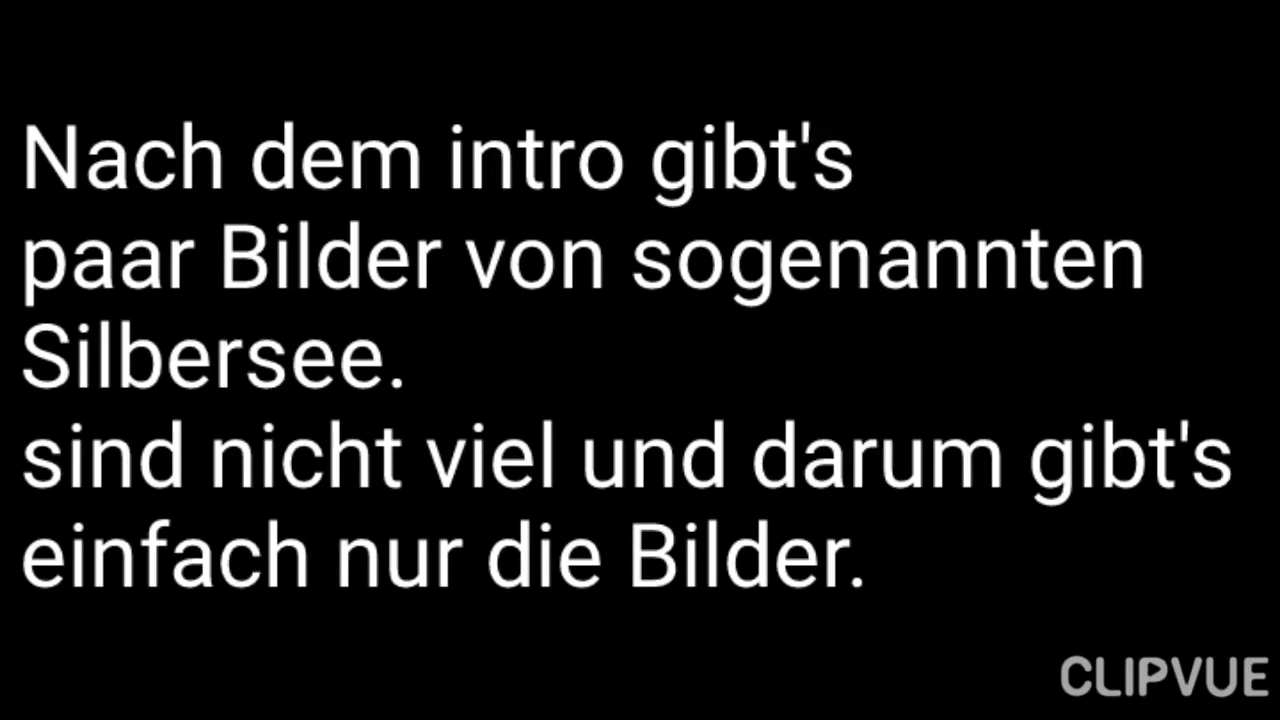 Nach dem intro gibt's
paar Bilder von sogenannten
Silbersee.
sind nicht viel und darum gibt's
einfach nur die Bilder.
CLIPVUE